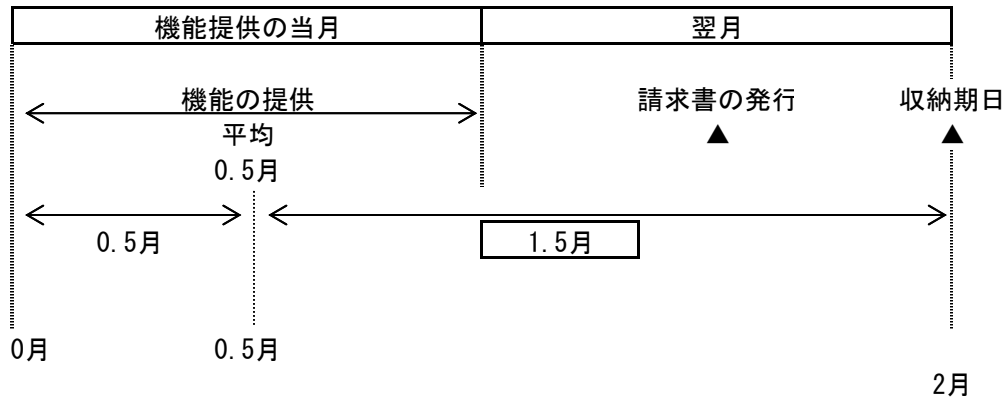 機能提供の当月 翌月
機能の提供 請求書の発行 収納期日
平均 ▲ ▲
0.5月
0.5月 1.5月
0月 0.5月
2月